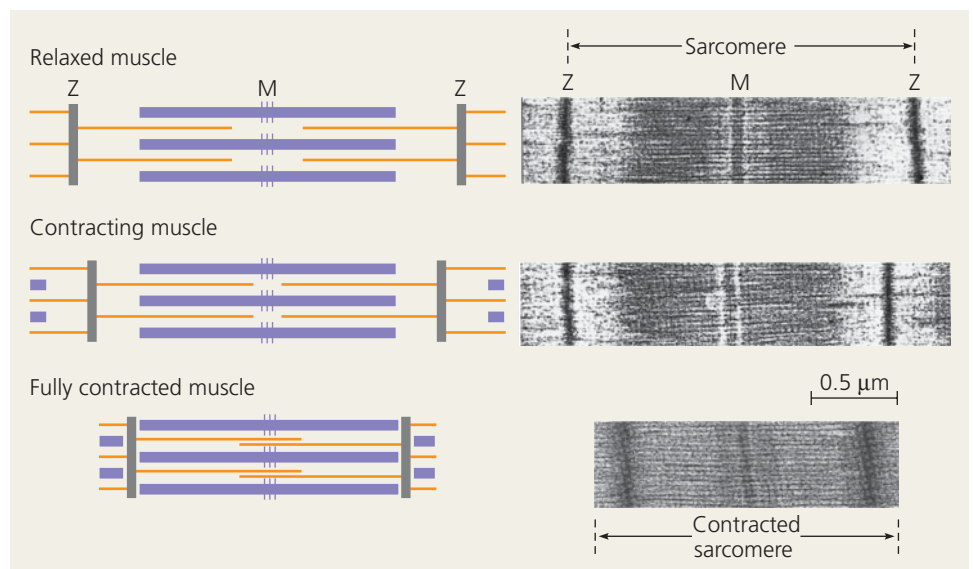 Relaxed muscle
Z M Z
Sarcomere
Z M Z
Contracting muscle
Fully contracted muscle
0.5 μm
Contracted
sarcomere